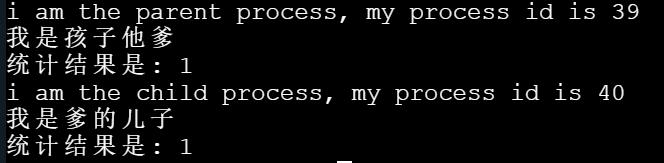 i am the parent process, my process id is 39
我是孩子他爹
统计结果是: 1
i am the child process, my process id is 40
我是爹的儿子
统计结果是: 1